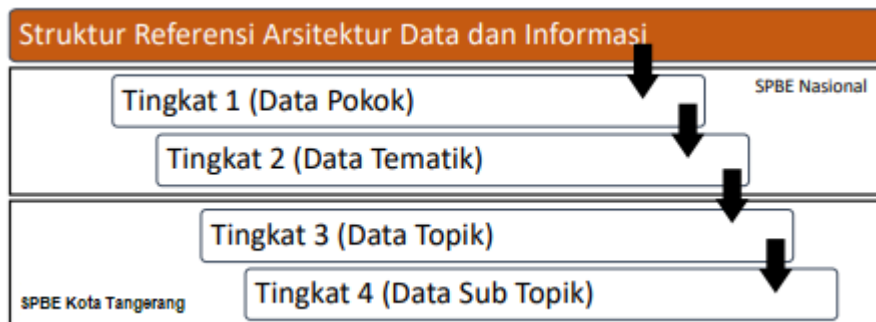 Struktur Referensi Arsitektur Data dan Informasi
Tingkat 1 (Data Pokok)
SPBE Nasional
Tingkat 2 (Data Tematik)
Tingkat 3 (Data Topik)
Tingkat 4 (Data Sub Topik)
SPBE Kota Tangerang